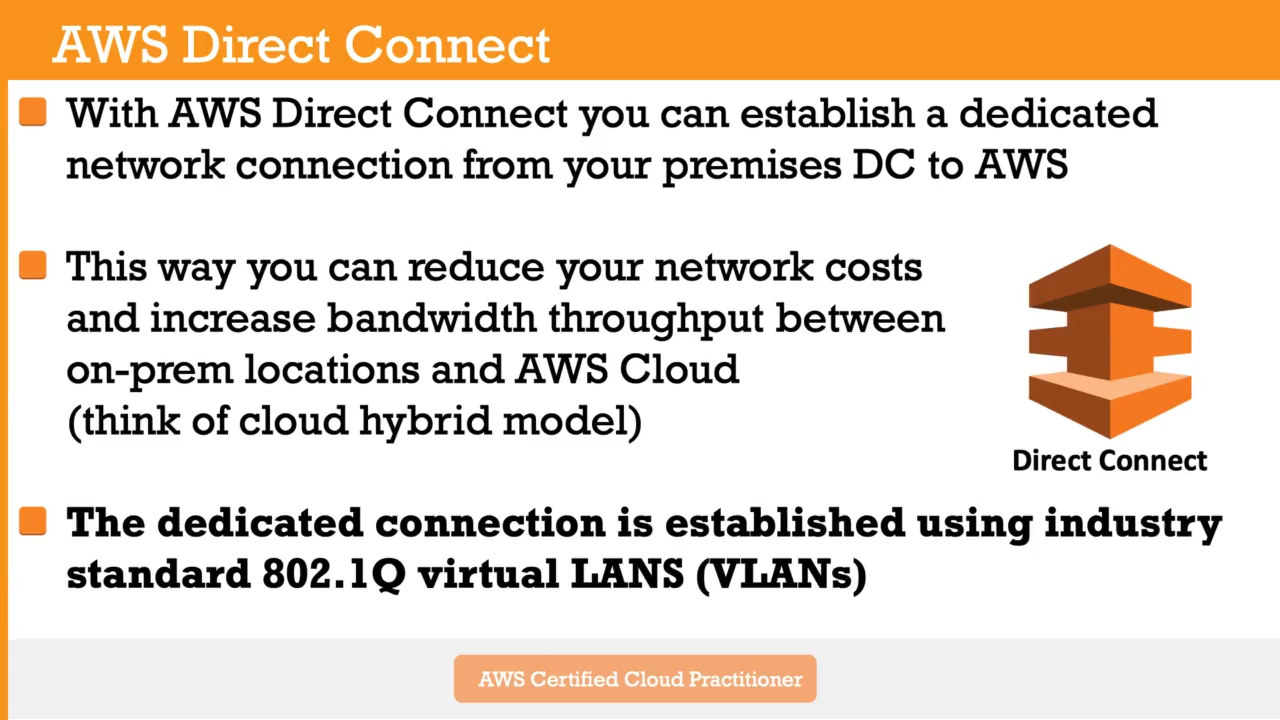 AWS Direct Connect
With AWS Direct Connect you can establish a dedicated
network connection from your premises DC to AWS
This way you can reduce your network costs
and increase bandwidth throughput between
on-prem locations and AWS Cloud
(think of cloud hybrid model)
Direct Connect
The dedicated connection is established using industry
standard 802.1Q virtual LANS (VLANs)
AWS Certified Cloud Practitioner